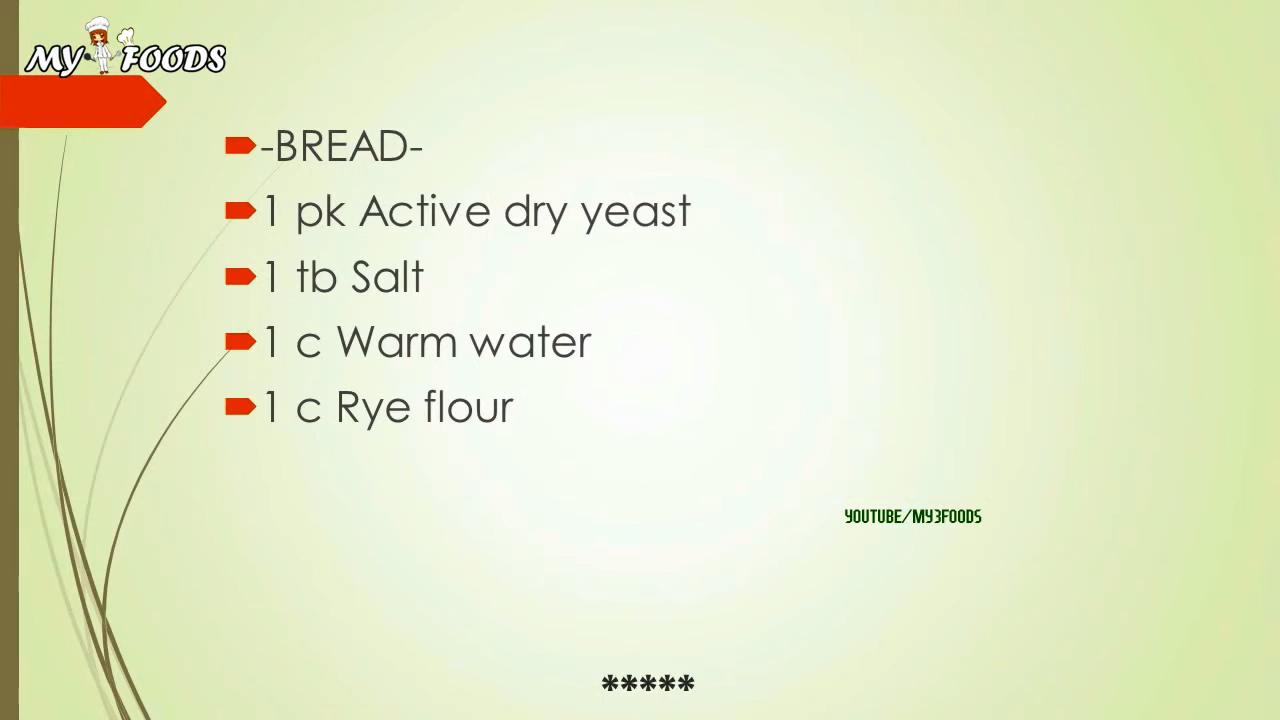 MY FOODS
-BREAD-
1 pk Active dry yeast
1 tb Salt
1 c Warm water
1 c Rye flour
YOUTUBE/MY3FOODS
*****